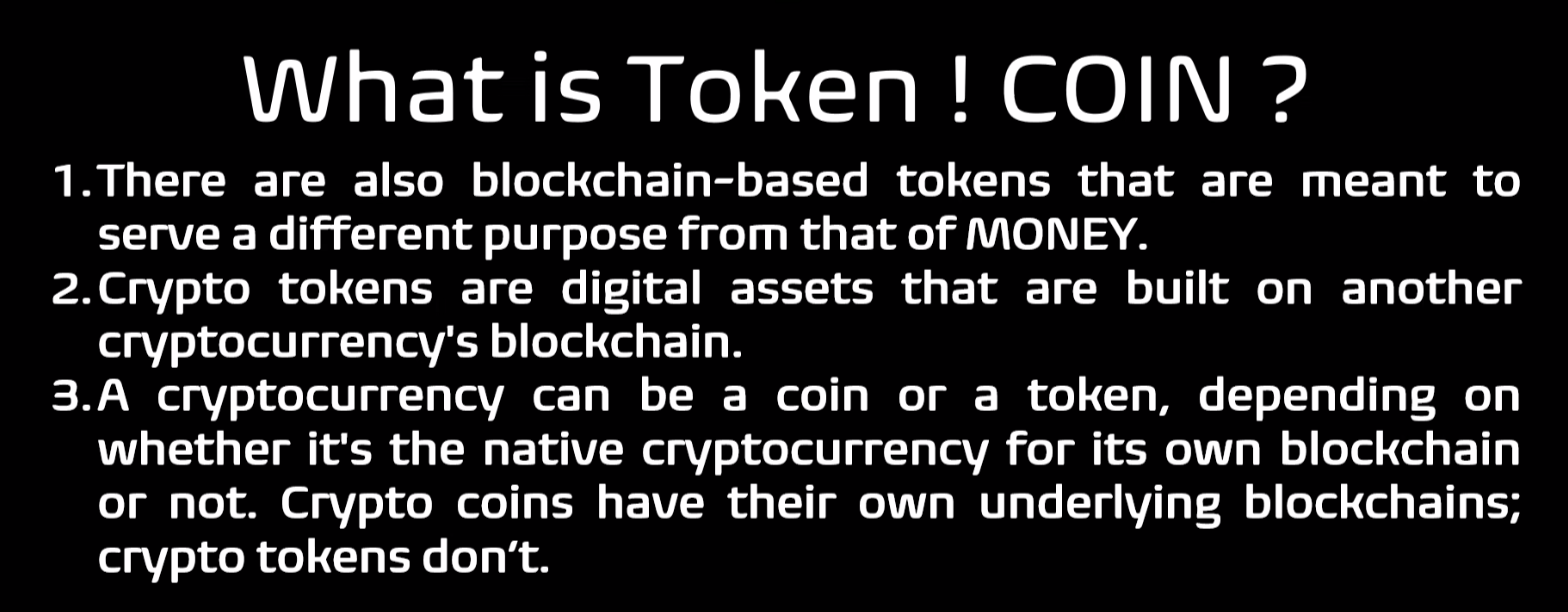 What is Token ! COIN ?
1. There are also blockchain-based tokens that are meant to
serve a different purpose from that of MONEY.
2. Crypto tokens are digital assets that are built on another
cryptocurrency's blockchain.
3. A cryptocurrency can be a coin or a token, depending on
whether it's the native cryptocurrency for its own blockchain
or not. Crypto coins have their own underlying blockchains;
crypto tokens don’t.